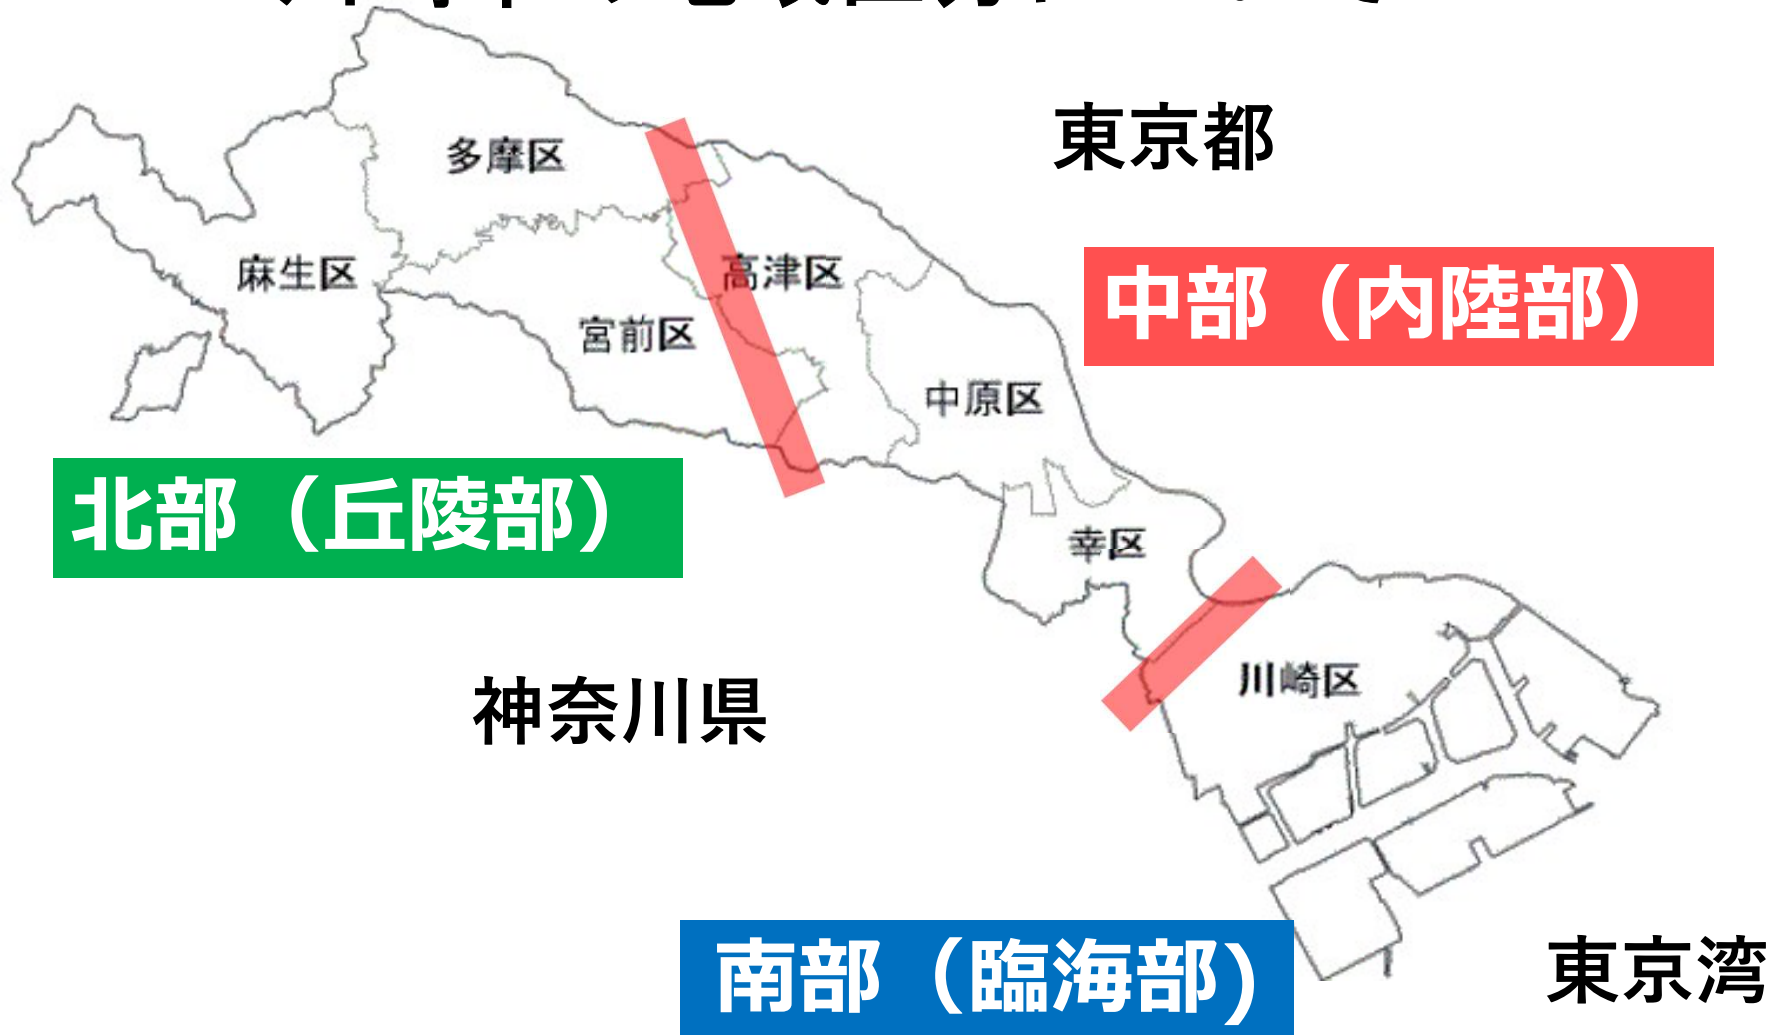 多摩区
東京都
麻生区
高津区
中部（内陸部）
宮前区
中原区
北部（丘陵部）
幸区
神奈川県
川崎区
南部（臨海部)
東京湾